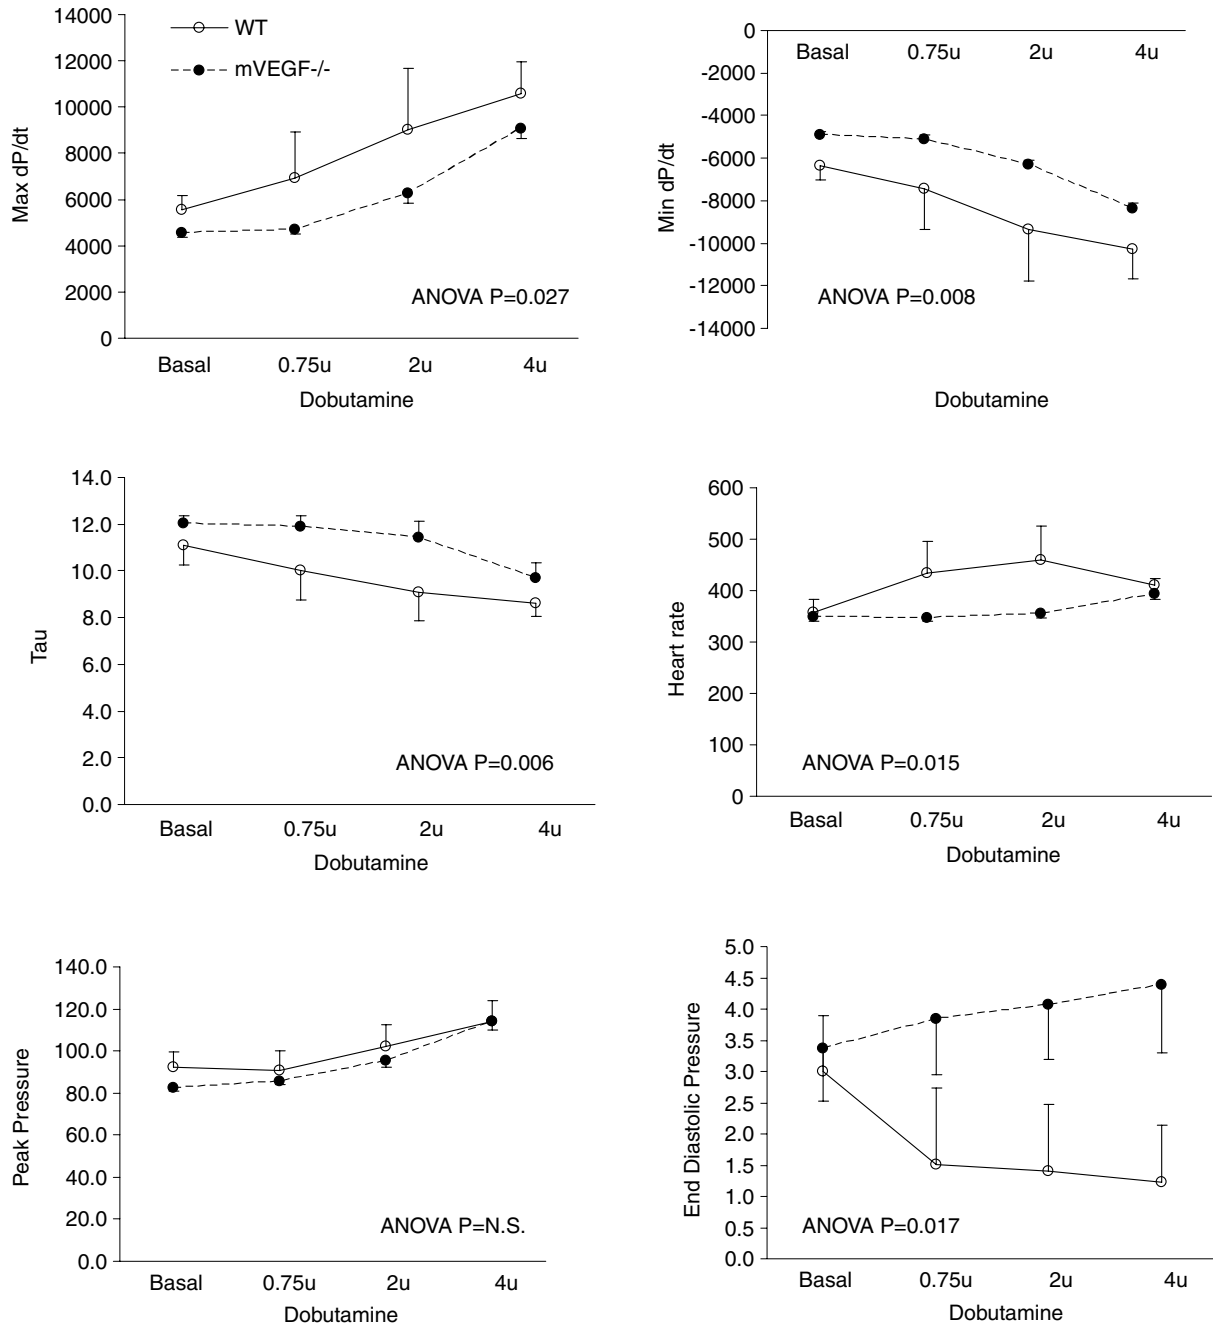 Max dP/dt
14000
12000
10000
8000
6000
4000
2000
0
WT
mVEGF-/-
ANOVA P=0.027
Basal 0.75u 2u 4u
Dobutamine
Min dP/dt
0
-2000
-4000
-6000
-8000
-10000
-12000
-14000
Basal 0.75u 2u 4u
ANOVA P=0.008
Dobutamine
Tau
14.0
12.0
10.0
8.0
6.0
4.0
2.0
0.0
ANOVA P=0.006
Basal 0.75u 2u 4u
Dobutamine
Heart rate
600
500
400
300
200
100
0
ANOVA P=0.015
Basal 0.75u 2u 4u
Dobutamine
Peak Pressure
140.0
120.0
100.0
80.0
60.0
40.0
20.0
0.0
ANOVA P=N.S.
Basal 0.75u 2u 4u
Dobutamine
End Diastolic Pressure
5.0
4.5
4.0
3.5
3.0
2.5
2.0
1.5
1.0
0.5
0.0
ANOVA P=0.017
Basal 0.75u 2u 4u
Dobutamine